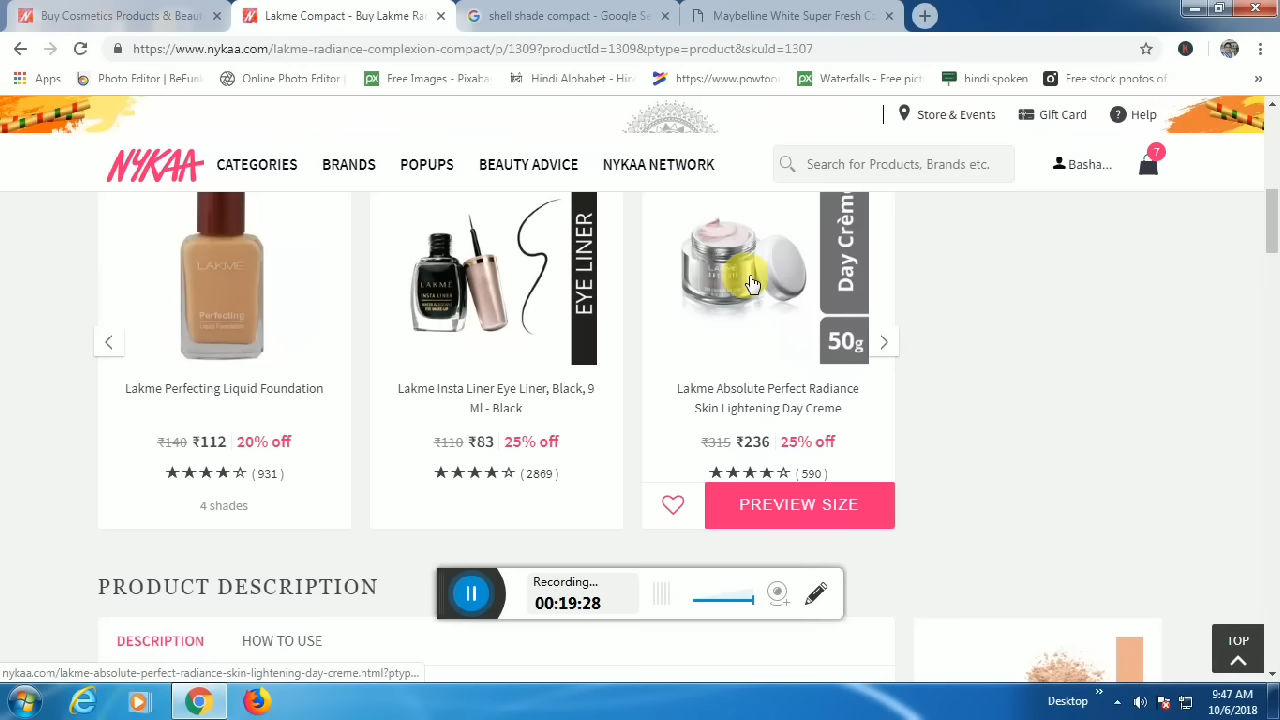 Buy Cosmetics Products & Beaut
Lakme Compact - Buy Lakme Ra
shell shade compact - Google Se
Maybelline White Super Fresh Co
https://www.nykaa.com/lakme-radiance-complexion-compact/p/1309?productId=1309&ptype=product&skuId=1307
Apps
Photo Editor | BeFunk
Online Photo Editor |
Free Images - Pixaba
Hindi Alphabet - Hin
https://www.powtoo
Waterfalls - Free pict
hindi spoken
Free stock photos of
»
Store & Events
Gift Card
Help
NYKAA
CATEGORIES
BRANDS
POPUPS
BEAUTY ADVICE
NYKAA NETWORK
Search for Products, Brands etc.
Basha...
7
LAKMÉ
Perfecting
Liquid Foundation
LAKMÉ
INSTA LINER
EYE LINER
Day Crème
50g
Lakme Perfecting Liquid Foundation
₹140 ₹112 | 20% off
( 931 )
4 shades
Lakme Insta Liner Eye Liner, Black, 9
Ml - Black
₹110 ₹83 | 25% off
( 2869 )
Lakme Absolute Perfect Radiance
Skin Lightening Day Creme
₹315 ₹236 | 25% off
( 590 )
PREVIEW SIZE
PRODUCT DESCRIPTION
Recording...
00:19:28
DESCRIPTION
HOW TO USE
TOP
nykaa.com/lakme-absolute-perfect-radiance-skin-lightening-day-creme.html?ptyp...
Desktop
»
9:47 AM
10/6/2018